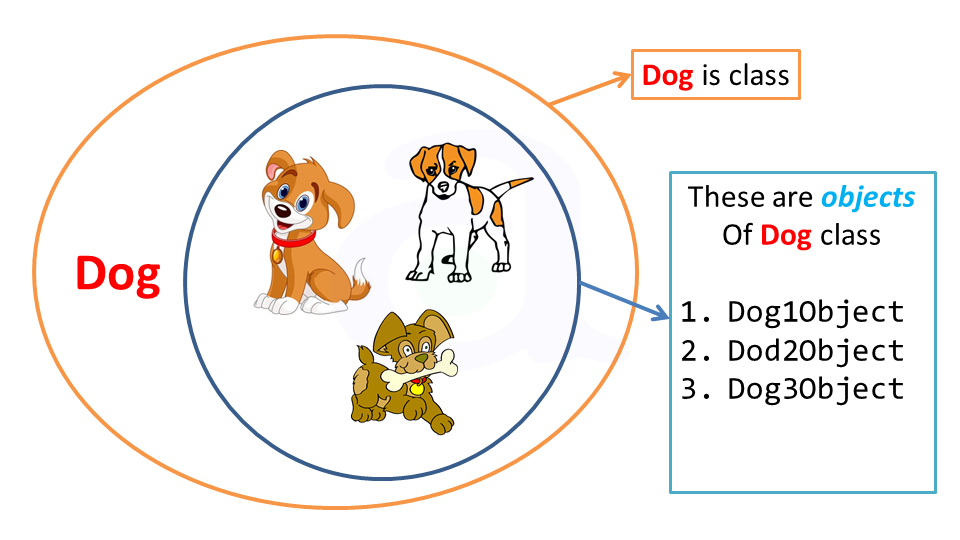 Dog is class
Dog
These are objects
Of Dog class
1. Dog1Object
2. Dod2Object
3. Dog3Object